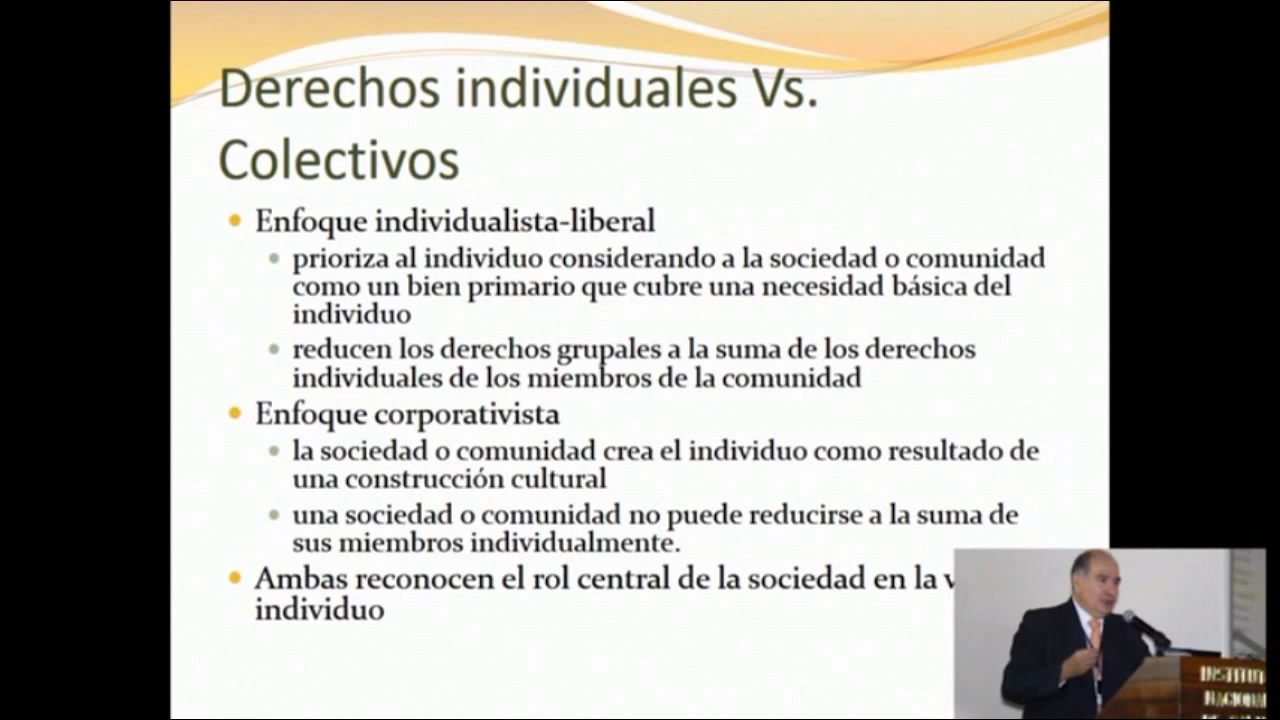 Derechos individuales Vs.
Colectivos
Enfoque individualista-liberal
prioriza al individuo considerando a la sociedad o comunidad
como un bien primario que cubre una necesidad básica del
individuo
reducen los derechos grupales a la suma de los derechos
individuales de los miembros de la comunidad
Enfoque corporativista
la sociedad o comunidad crea el individuo como resultado de
una construcción cultural
una sociedad o comunidad no puede reducirse a la suma de
sus miembros individualmente.
Ambas reconocen el rol central de la sociedad en la v
individuo
INSTITUT
NACIONA